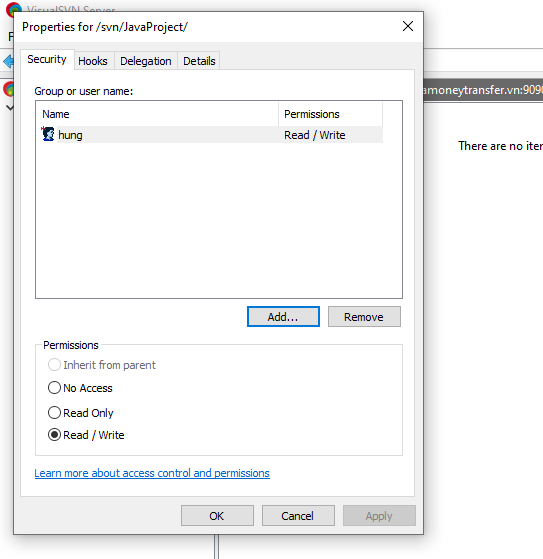 VisualSVN Server
Properties for /svn/JavaProject/
Security Hooks Delegation Details
amoneytransfer.vn:9090
Group or user name:
Name Permissions
hung Read / Write
There are no
Add... Remove
Permissions
Inherit from parent
No Access
Read Only
Read / Write
Learn more about access control and permissions
OK Cancel Apply